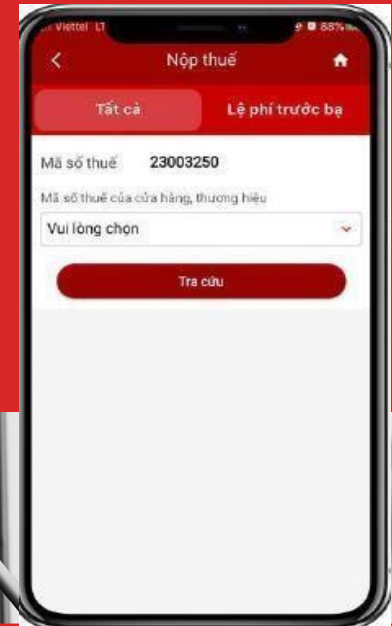 Viettel LT 88%
Nộp thuế
Tất cả Lệ phí trước bạ
Mã số thuế 23003250
Mã số thuế của cửa hàng, thương hiệu
Vui lòng chọn
Tra cứu